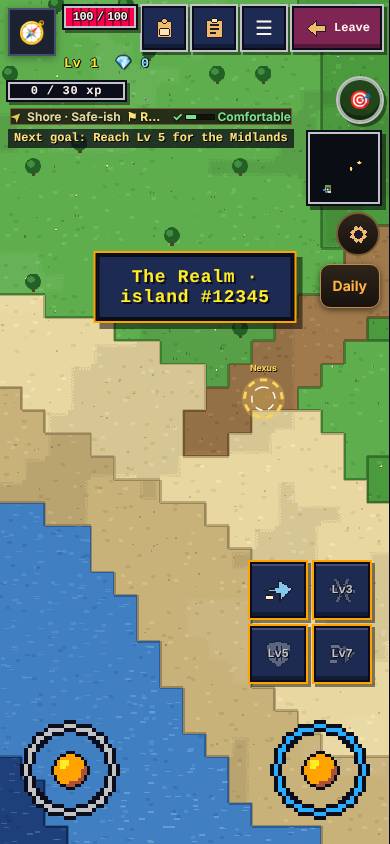 100 / 100
Leave
Lv 1 0
0 / 30 xp
Shore · Safe-ish R... Comfortable
Next goal: Reach Lv 5 for the Midlands
Daily
The Realm ·
island #12345
Nexus
Lv3
Lv5
Lv7